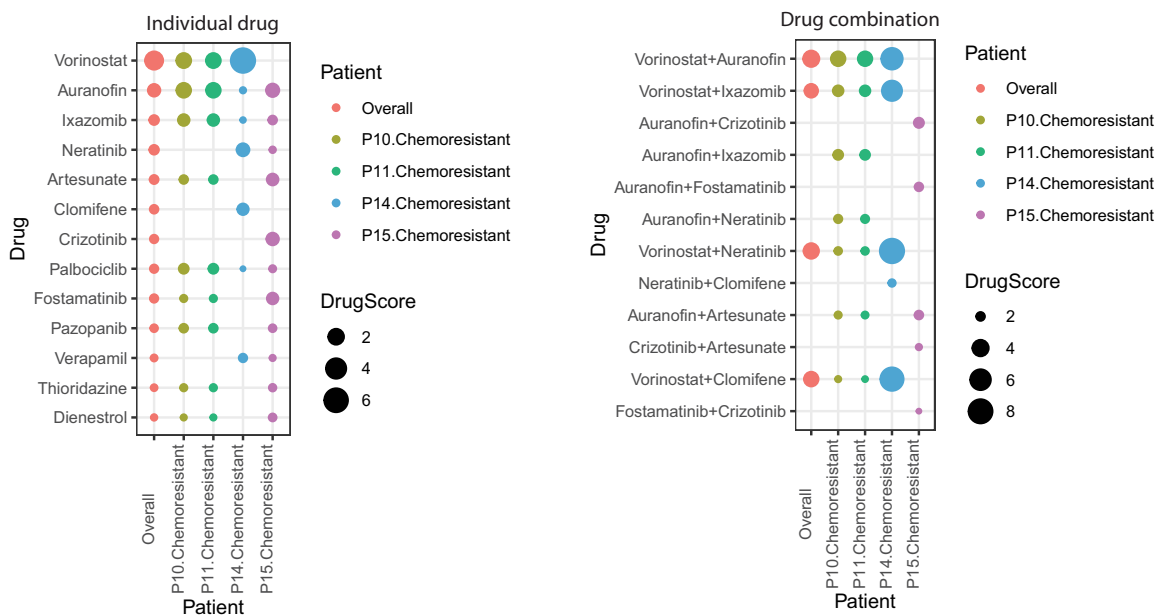 Individual drug
Drug
Vorinostat
Auranofin
Ixazomib
Neratinib
Artesunate
Clomifene
Crizotinib
Palbociclib
Fostamatinib
Pazopanib
Verapamil
Thioridazine
Dienestrol
Overall
P10.Chemoresistant
P11.Chemoresistant
P14.Chemoresistant
P15.Chemoresistant
Patient
Patient
Overall
P10.Chemoresistant
P11.Chemoresistant
P14.Chemoresistant
P15.Chemoresistant
DrugScore
2
4
6
Drug combination
Drug
Vorinostat+Auranofin
Vorinostat+Ixazomib
Auranofin+Crizotinib
Auranofin+Ixazomib
Auranofin+Fostamatinib
Auranofin+Neratinib
Vorinostat+Neratinib
Neratinib+Clomifene
Auranofin+Artesunate
Crizotinib+Artesunate
Vorinostat+Clomifene
Fostamatinib+Crizotinib
Overall
P10.Chemoresistant
P11.Chemoresistant
P14.Chemoresistant
P15.Chemoresistant
Patient
Patient
Overall
P10.Chemoresistant
P11.Chemoresistant
P14.Chemoresistant
P15.Chemoresistant
DrugScore
2
4
6
8